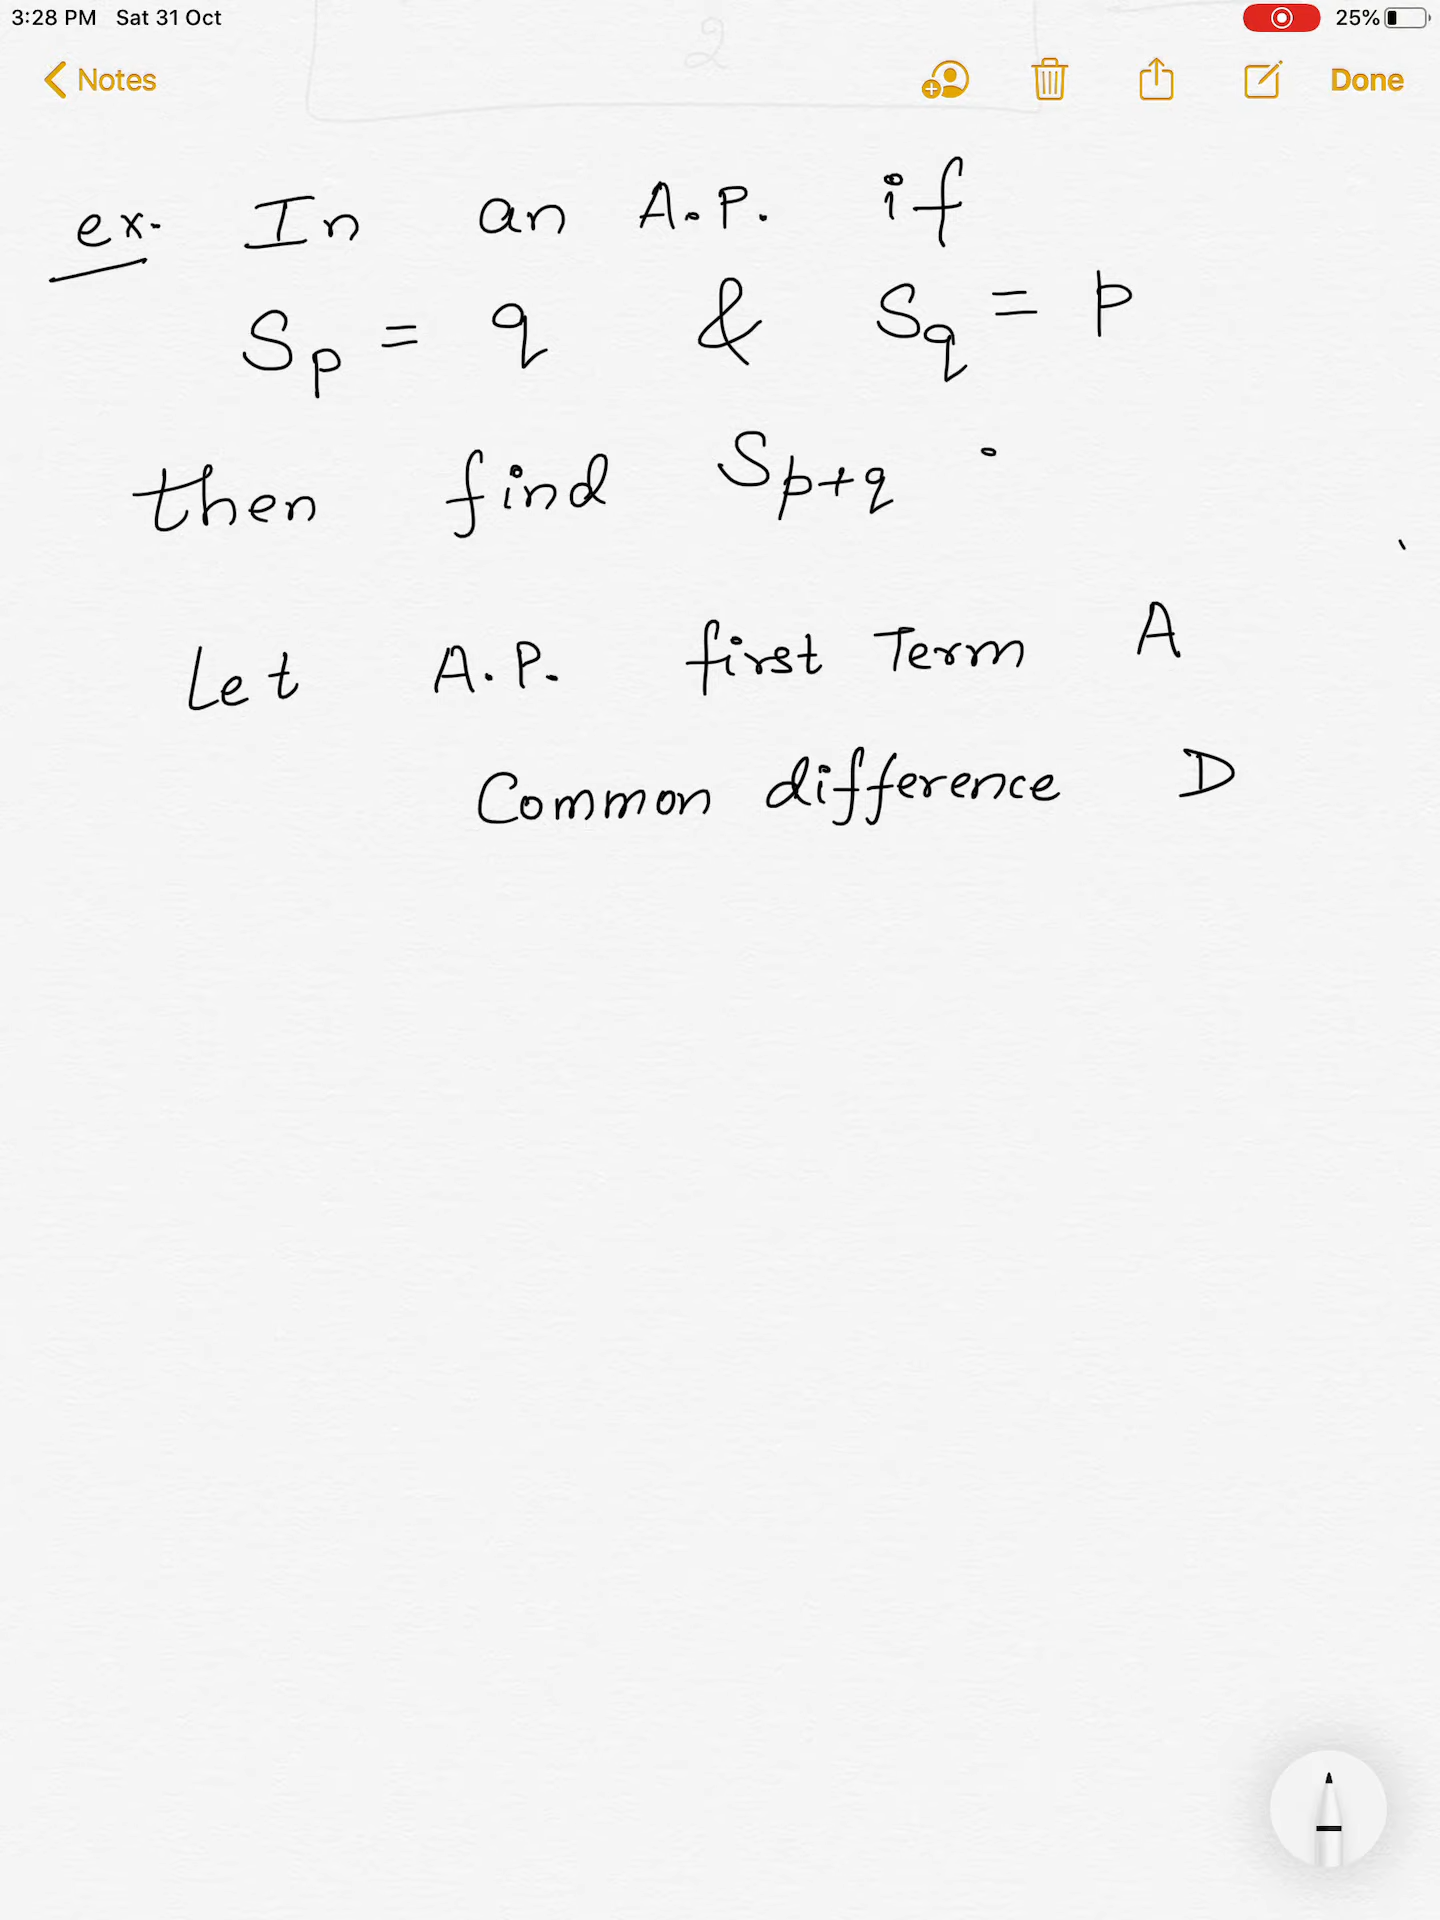 3:28 PM Sat 31 Oct 25%
2
Notes Done
ex. In an A.P. if
Sp = q & Sq = p
then find Sp+q .
Let A.P. first Term A
Common difference D